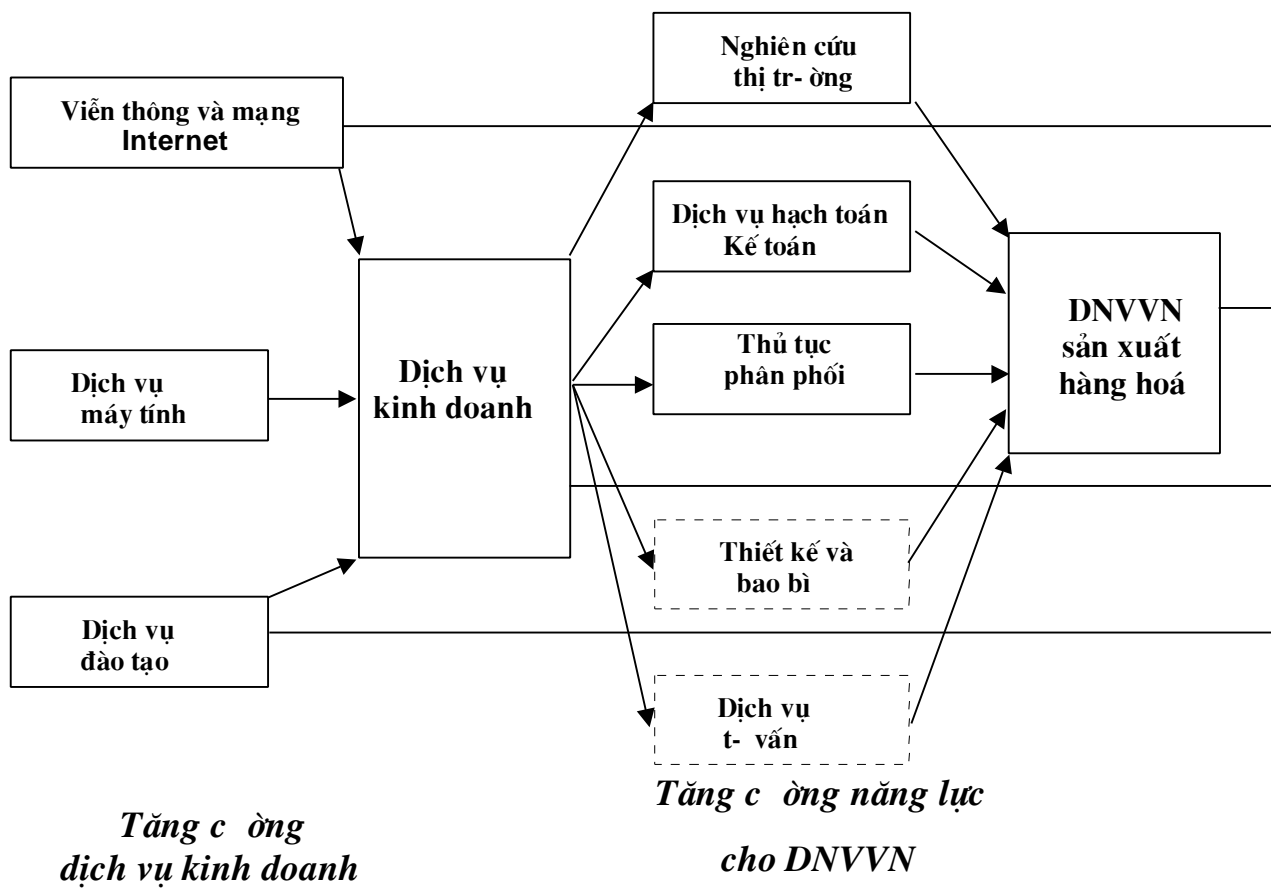 Nghiên cứu
thị tr- ờng
Viễn thông và mạng
Internet
Dịch vụ hạch toán
Kế toán
DNVVN
sản xuất
hàng hoá
Thủ tục
phân phối
Dịch vụ
kinh doanh
Dịch vụ
máy tính
Thiết kế và
bao bì
Dịch vụ
đào tạo
Dịch vụ
t- vấn
Tăng c ờng năng lực
cho DNVVN
Tăng c ờng
dịch vụ kinh doanh